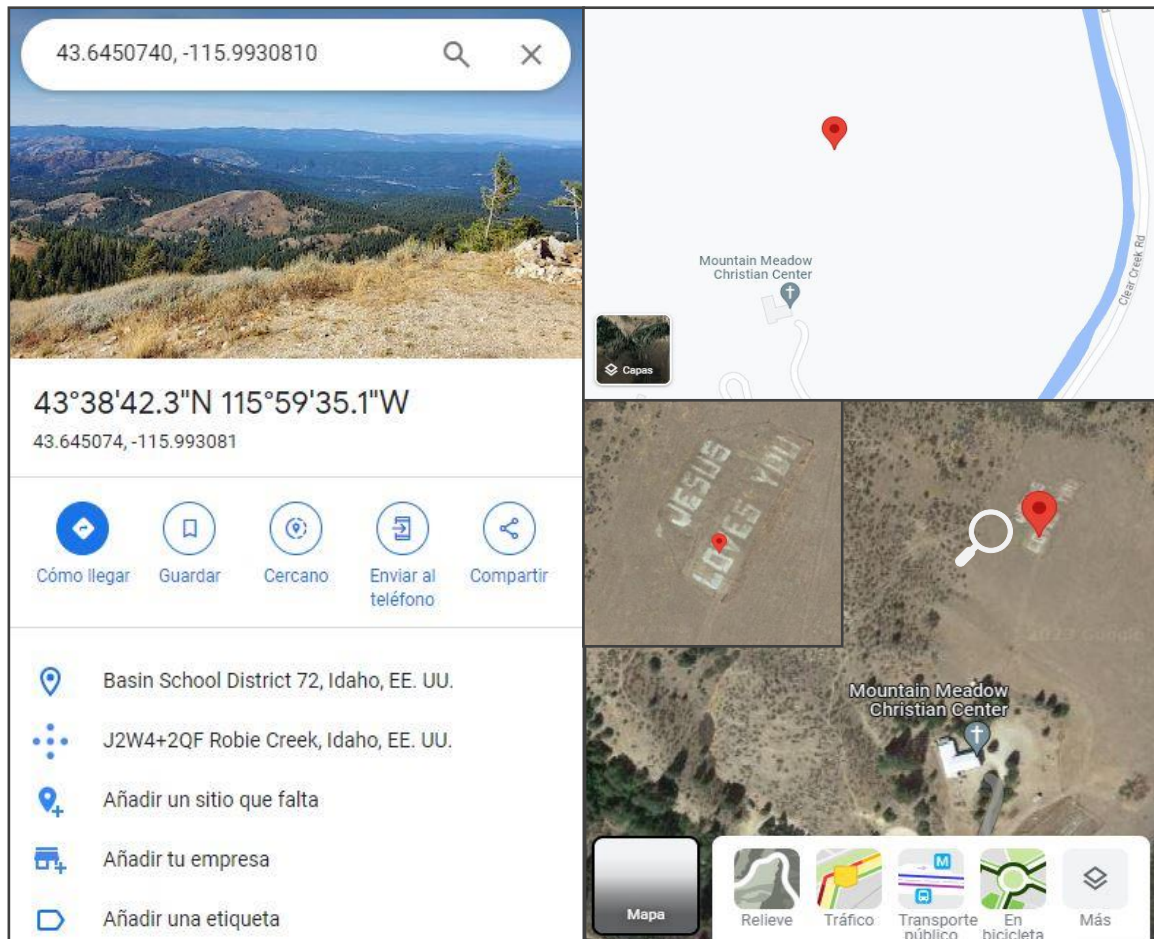 43.6450740, -115.9930810
43°38'42.3"N 115°59'35.1"W
43.645074, -115.993081
Cómo llegar
Guardar
Cercano
Enviar al
teléfono
Compartir
Basin School District 72, Idaho, EE. UU.
J2W4+2QF Robie Creek, Idaho, EE. UU.
Añadir un sitio que falta
Añadir tu empresa
Añadir una etiqueta
Mountain Meadow
Christian Center
Clear Creek Rd
Capas
JESUS
LOVES YOU
2023 Google
Mountain Meadow
Christian Center
Mapa
Relieve
Tráfico
M
Transporte
público
En
bicicleta
Más